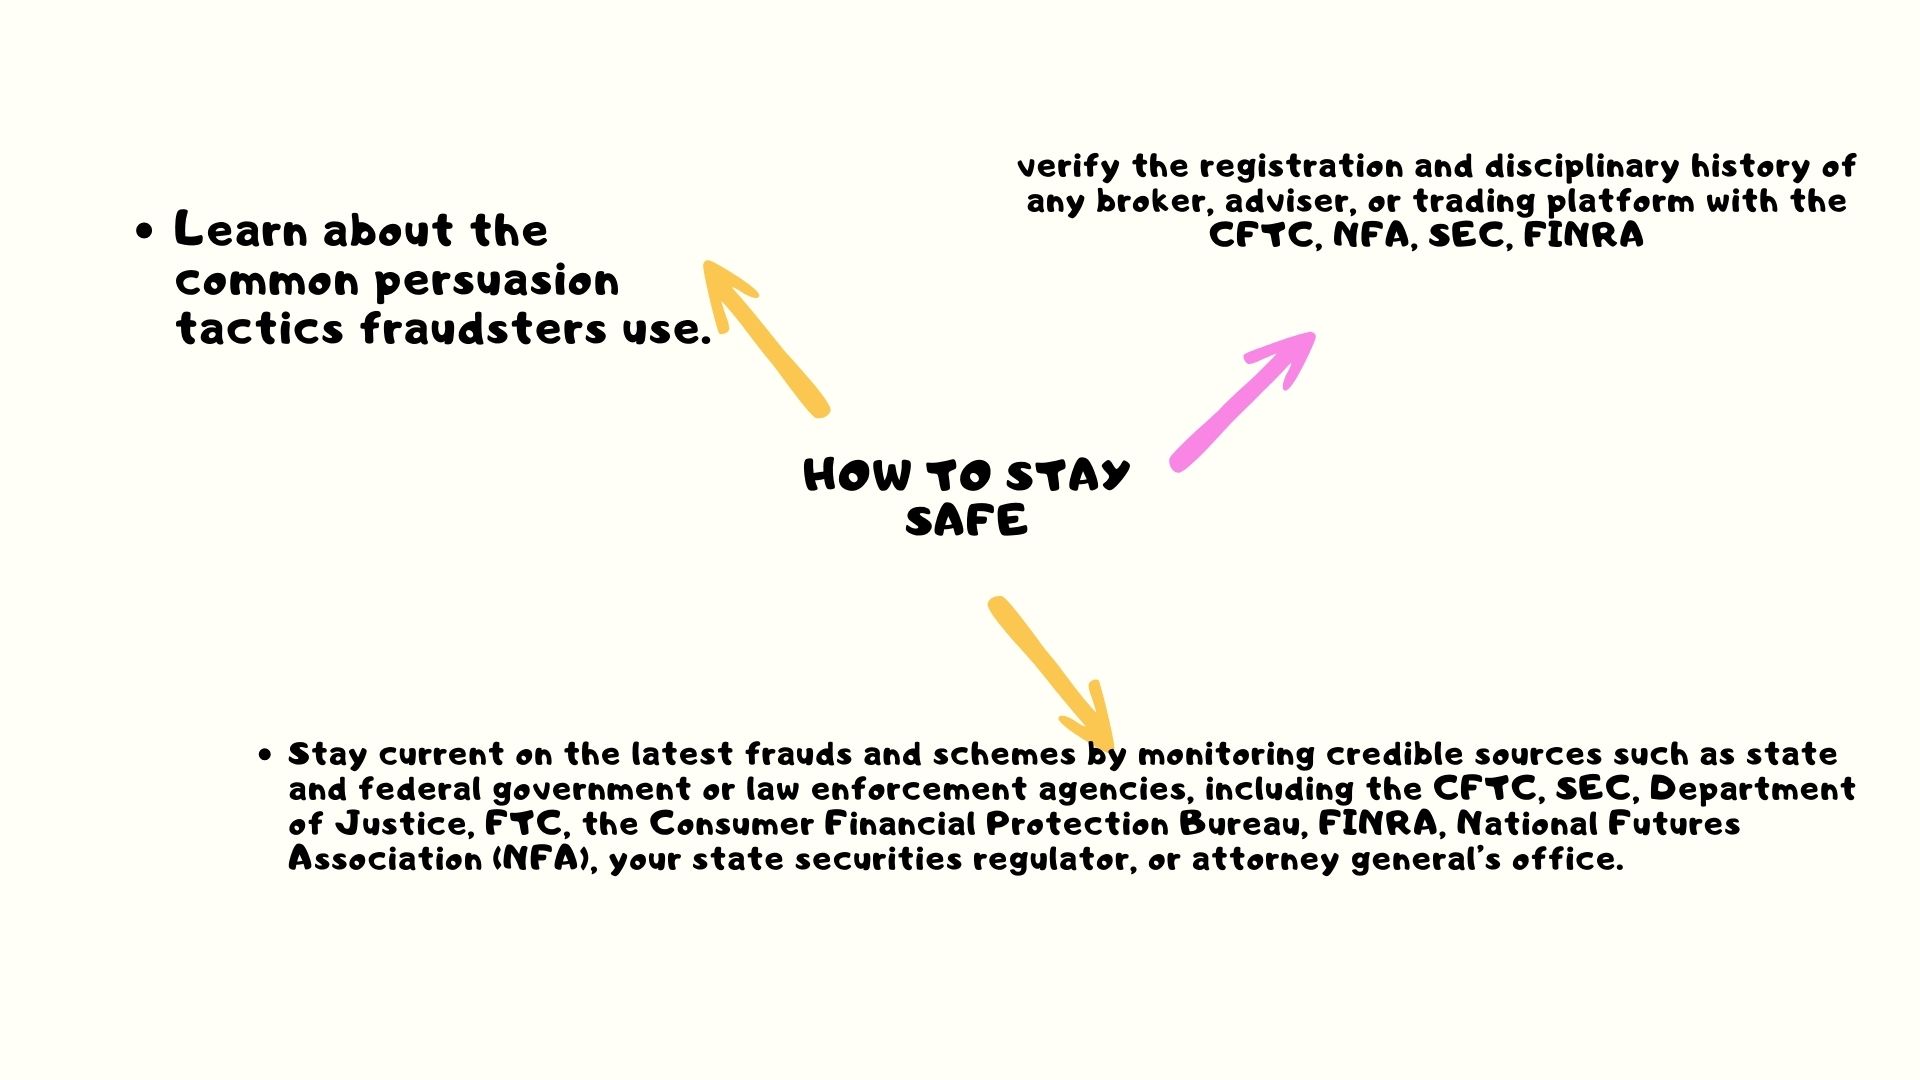 verify the registration and disciplinary history of
any broker, adviser, or trading platform with the
CFTC, NFA, SEC, FINRA
• Learn about the
common persuasion
tactics fraudsters use.
HOW TO STAY
SAFE
• Stay current on the latest frauds and schemes by monitoring credible sources such as state
and federal government or law enforcement agencies, including the CFTC, SEC, Department
of Justice, FTC, the Consumer Financial Protection Bureau, FINRA, National Futures
Association (NFA), your state securities regulator, or attorney general's office.